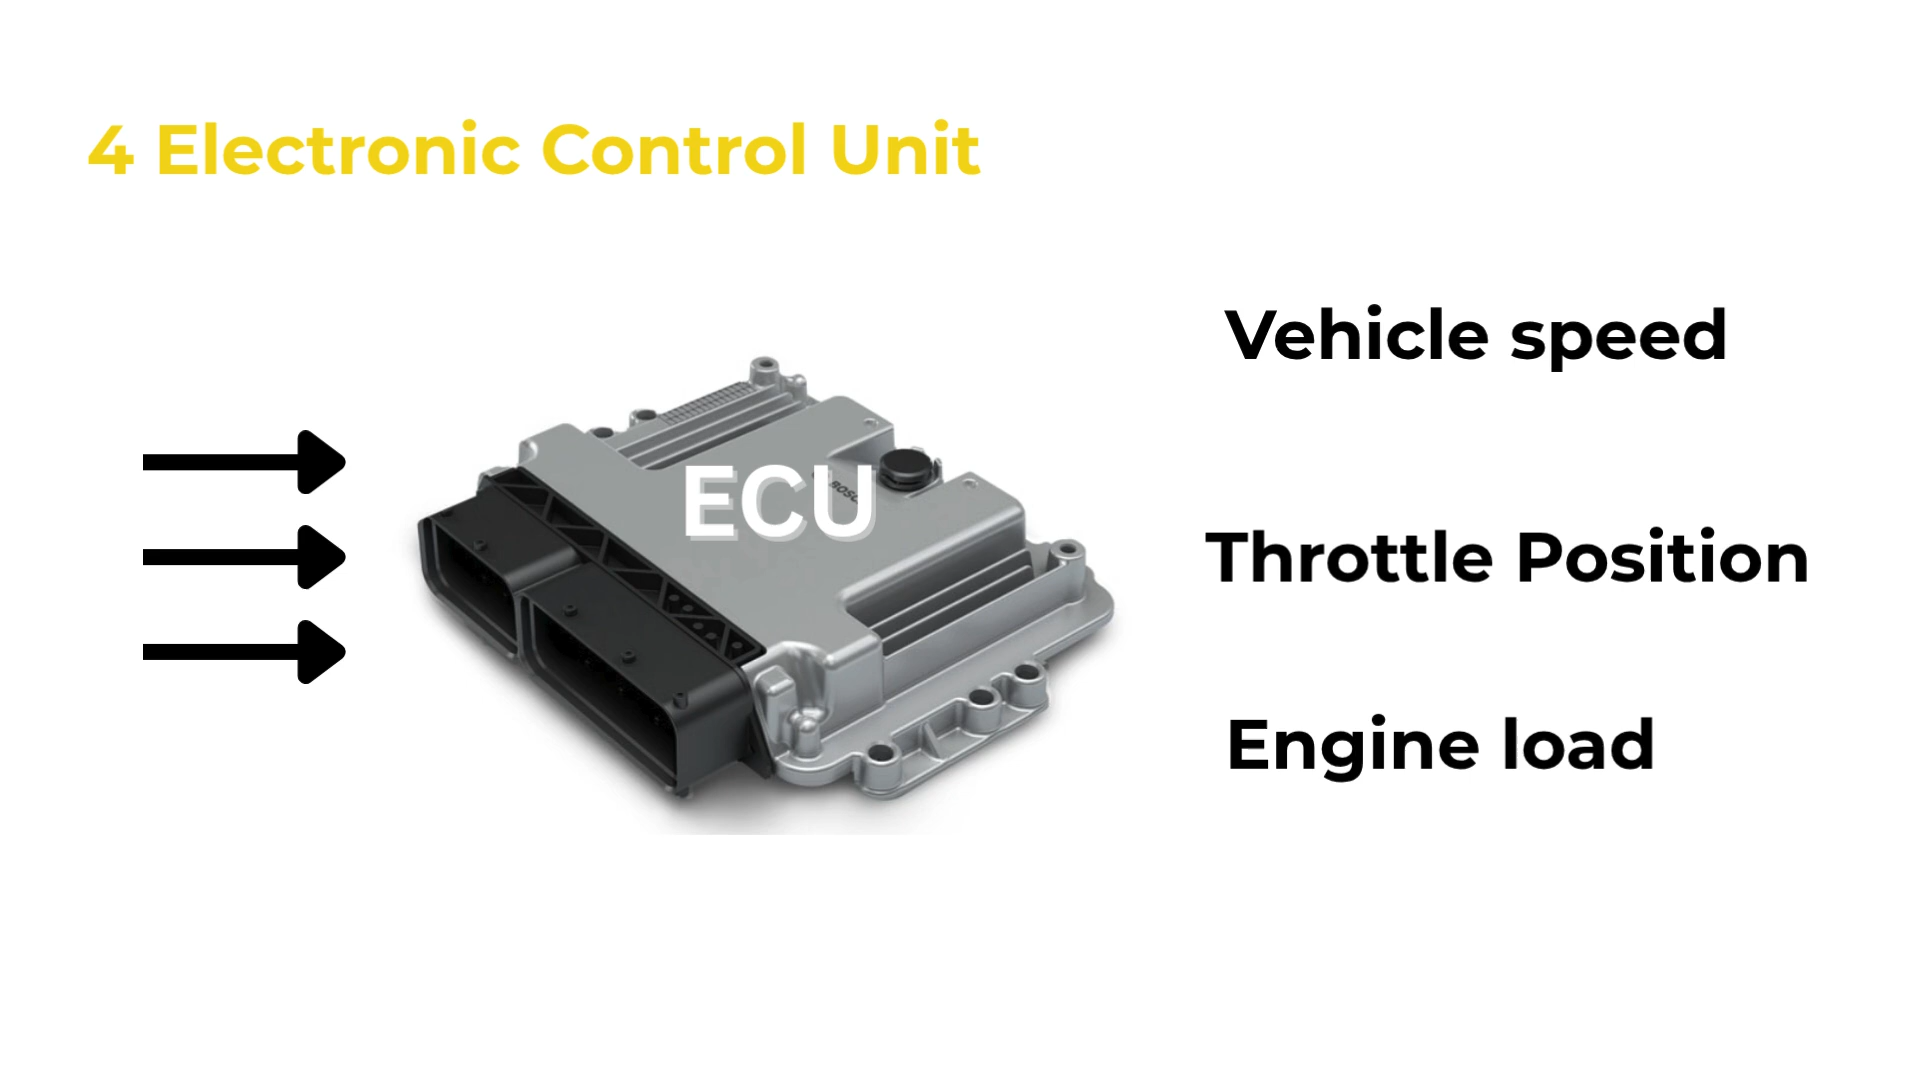 4 Electronic Control Unit
Vehicle speed
ECU
Throttle Position
Engine load